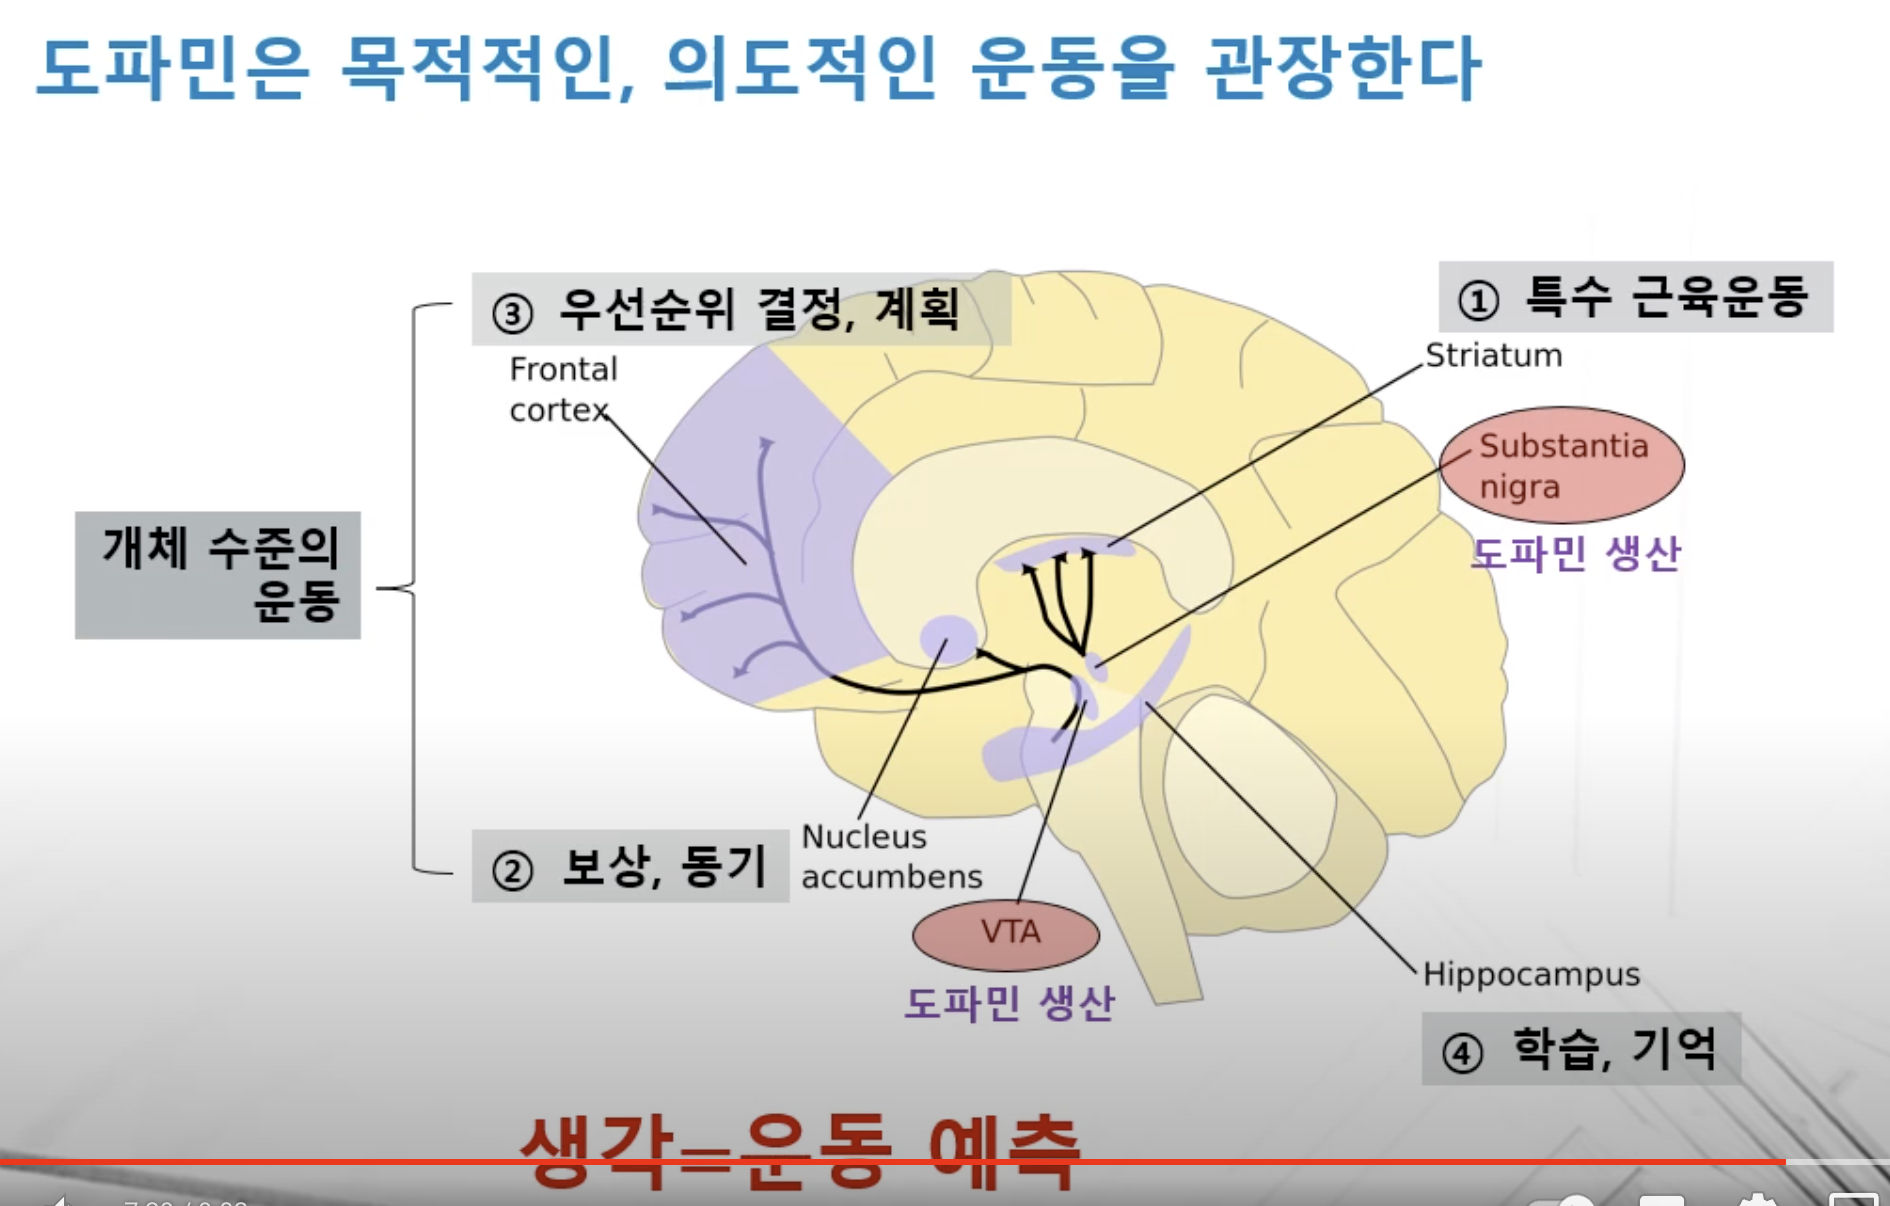 도파민은 목적적인, 의도적인 운동을 관장한다
③ 우선순위 결정, 계획
Frontal
cortex
① 특수 근육운동
Striatum
Substantia
nigra
도파민 생산
개체 수준의
운동
② 보상, 동기
Nucleus
accumbens
VTA
도파민 생산
Hippocampus
④ 학습, 기억
생각=운동 예측